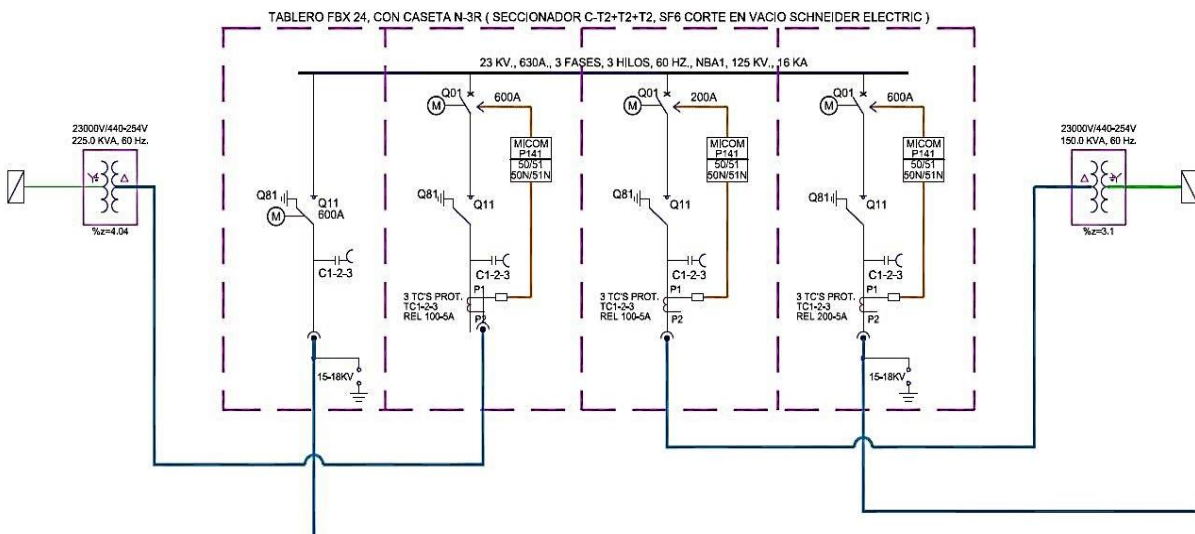 TABLERO FBX 24, CON CASETA N-3R ( SECCIONADOR C-T2+T2+T2, SF6 CORTE EN VACIO SCHNEIDER ELECTRIC )
23 KV., 630A., 3 FASES, 3 HILOS, 60 HZ., NBA1, 125 KV., 16 KA
23000V/440-254V
225.0 KVA, 60 Hz.
%z=4.04
Q81
Q11
600A
M
C1-2-3
15-18KV
Q01
600A
M
MICOM
P141
50/51
50N/51N
Q81
Q11
C1-2-3
3 TC'S PROT.
TC1-2-3
REL 100-5A
P1
P2
Q01
200A
M
MICOM
P141
50/51
50N/51N
Q81
Q11
C1-2-3
3 TC'S PROT.
TC1-2-3
REL 100-5A
P1
P2
Q01
600A
M
MICOM
P141
50/51
50N/51N
Q81
Q11
C1-2-3
3 TC'S PROT.
TC1-2-3
REL 200-5A
P1
P2
15-18KV
23000V/440-254V
150.0 KVA, 60 Hz.
%z=3.1